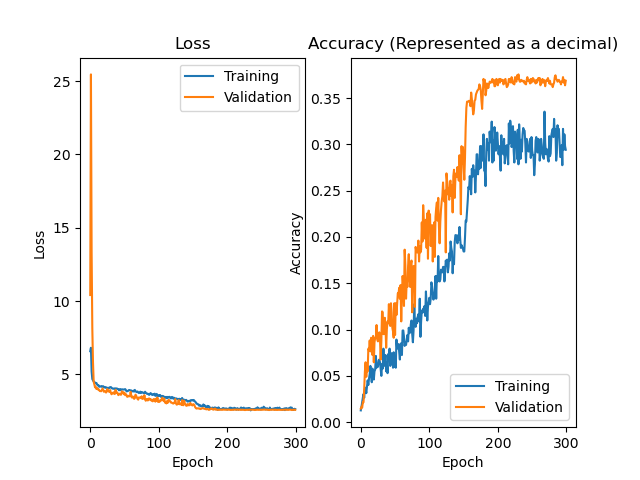 Loss
Loss
25
20
15
10
5
0
100
200
300
Epoch
Training
Validation
Accuracy (Represented as a decimal)
Accuracy
0.35
0.30
0.25
0.20
0.15
0.10
0.05
0.00
0
100
200
300
Epoch
Training
Validation